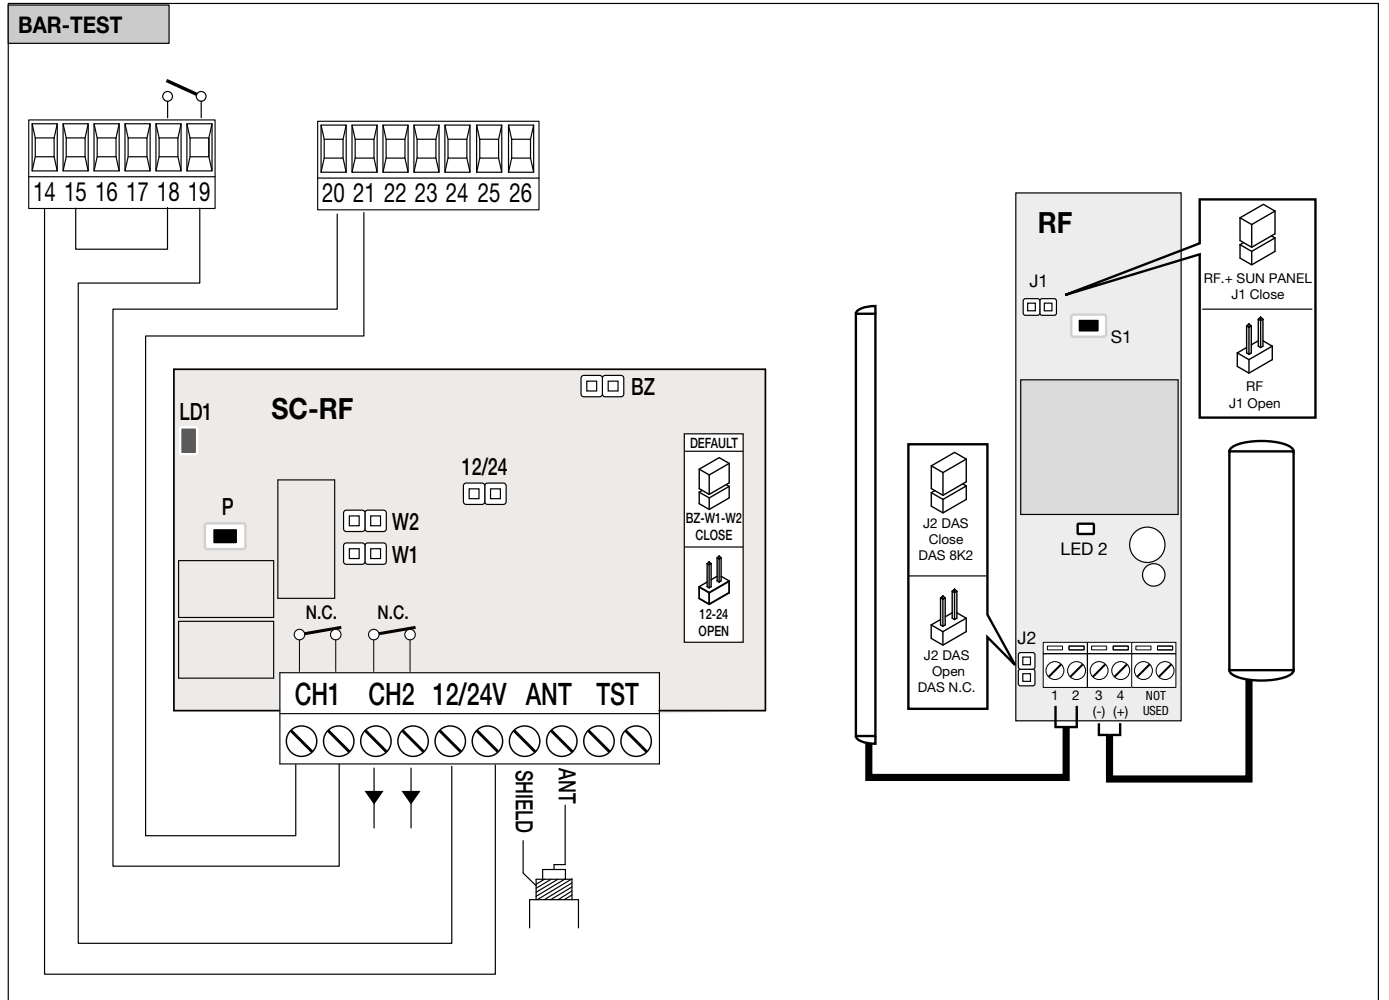 BAR-TEST
14 15 16 17 18 19
20 21 22 23 24 25 26
SC-RF
LD1
BZ
12/24
P
W2
W1
DEFAULT
BZ-W1-W2
CLOSE
12-24
OPEN
N.C. N.C.
CH1 CH2 12/24V ANT TST
SHIELD
ANT
RF
J1
S1
RF.+ SUN PANEL
J1 Close
RF
J1 Open
J2 DAS
Close
DAS 8K2
J2 DAS
Open
DAS N.C.
LED 2
J2
1 2 3 4 NOT
(-) (+) USED